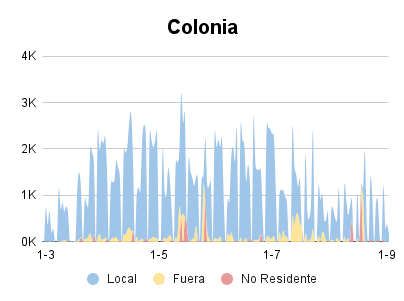 Colonia
4K
3K
2K
1K
0K
1-3 1-5 1-7 1-9
Local Fuera No Residente